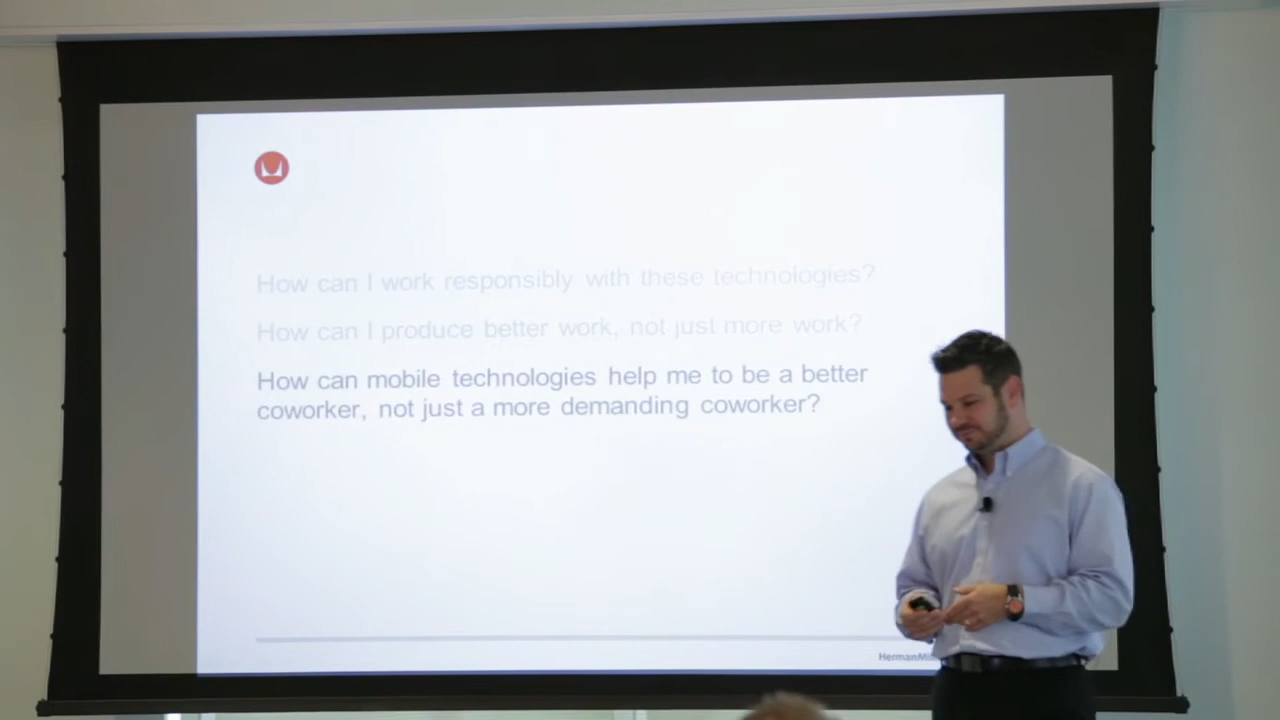 How can I work responsibly with these technologies?
How can I produce better work, not just more work?
How can mobile technologies help me to be a better
coworker, not just a more demanding coworker?